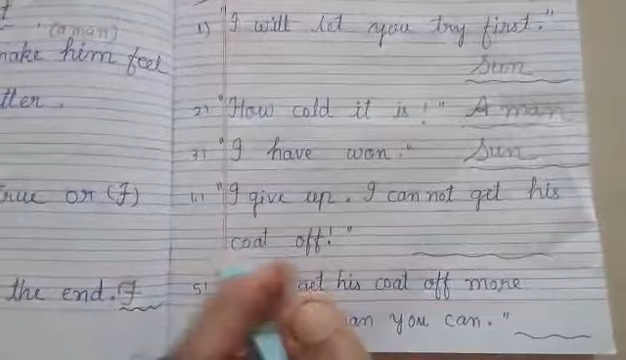 (a man)
make him feel
tter.
rue or (F)
the end. F
1) "I will let you try first."
Sun
2) "How cold it is!" A man
3) "I have won." Sun
4) "I give up. I can not get his
coat off!"
5) get his coat off more
an you can."